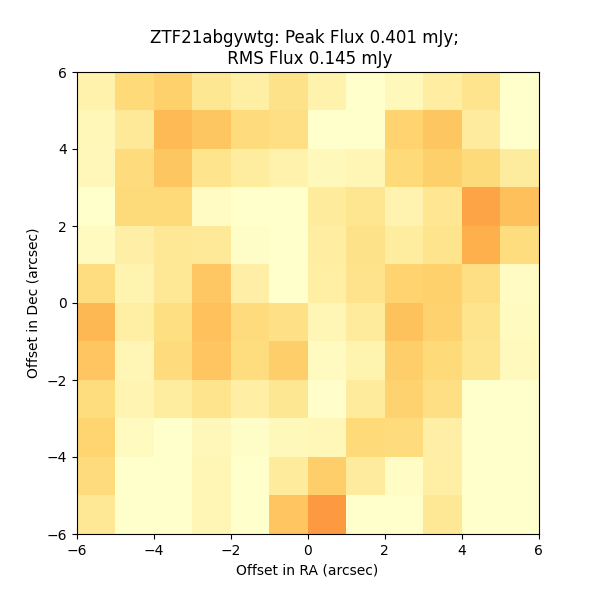 ZTF21abgywtg: Peak Flux 0.401 mJy;
RMS Flux 0.145 mJy
6
4
2
0
−2
−4
−6
Offset in Dec (arcsec)
−6 −4 −2 0 2 4 6
Offset in RA (arcsec)